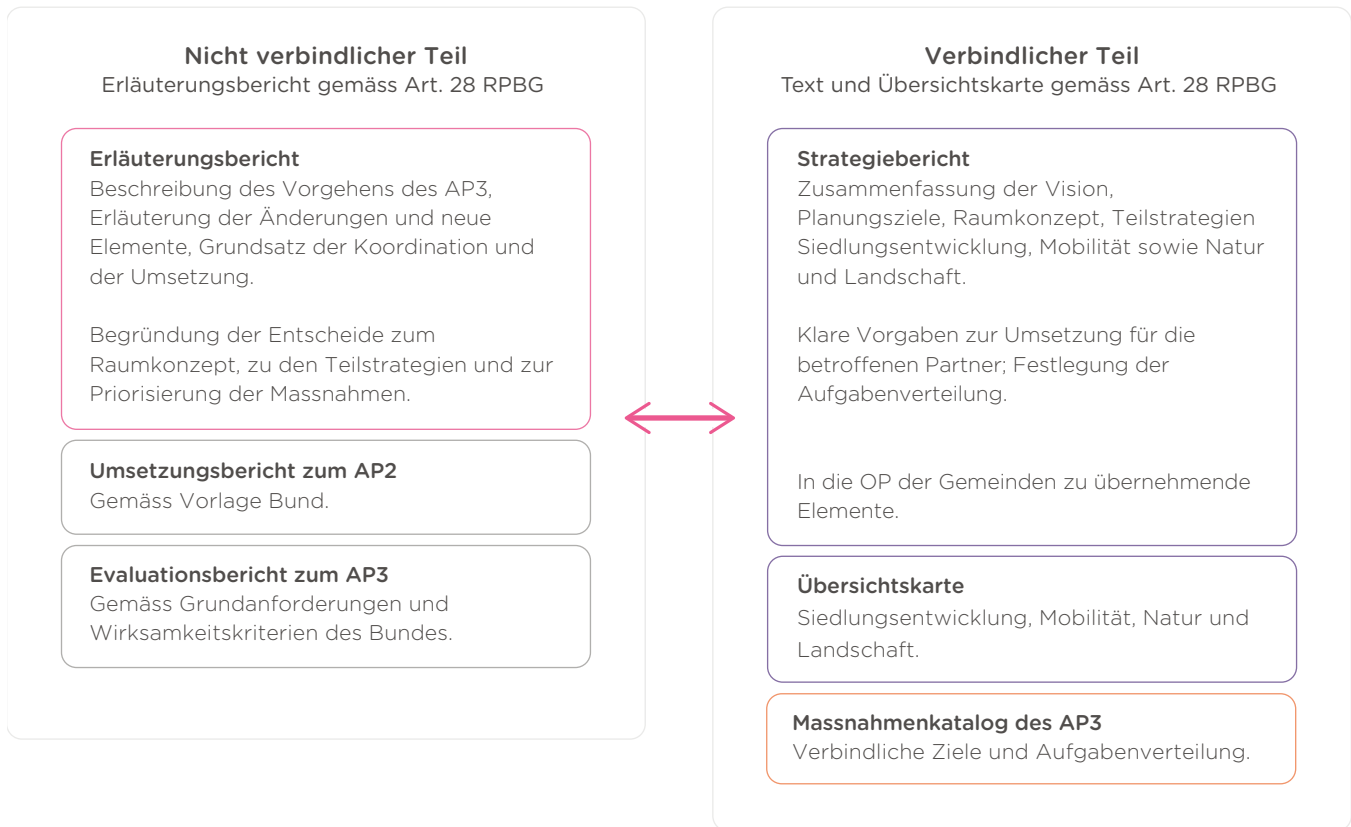 Nicht verbindlicher Teil
Erläuterungsbericht gemäss Art. 28 RPBG
Erläuterungsbericht
Beschreibung des Vorgehens des AP3,
Erläuterung der Änderungen und neue
Elemente, Grundsatz der Koordination und
der Umsetzung.
Begründung der Entscheide zum
Raumkonzept, zu den Teilstrategien und zur
Priorisierung der Massnahmen.
Umsetzungsbericht zum AP2
Gemäss Vorlage Bund.
Evaluationsbericht zum AP3
Gemäss Grundanforderungen und
Wirksamkeitskriterien des Bundes.
Verbindlicher Teil
Text und Übersichtskarte gemäss Art. 28 RPBG
Strategiebericht
Zusammenfassung der Vision,
Planungsziele, Raumkonzept, Teilstrategien
Siedlungsentwicklung, Mobilität sowie Natur
und Landschaft.
Klare Vorgaben zur Umsetzung für die
betroffenen Partner; Festlegung der
Aufgabenverteilung.
In die OP der Gemeinden zu übernehmende
Elemente.
Übersichtskarte
Siedlungsentwicklung, Mobilität, Natur und
Landschaft.
Massnahmenkatalog des AP3
Verbindliche Ziele und Aufgabenverteilung.